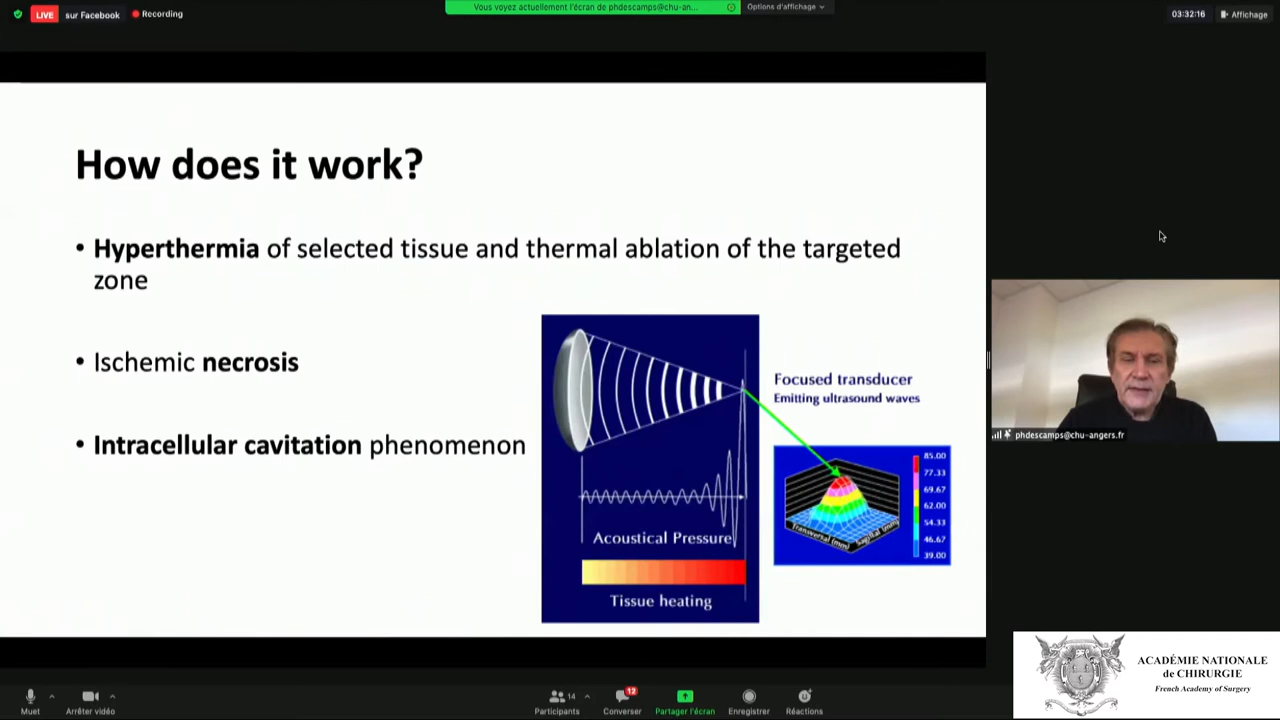 LIVE sur Facebook Recording
Vous voyez actuellement l'écran de phdescamps@chu-an...
Options d'affichage
03:32:16
Affichage
How does it work?
• Hyperthermia of selected tissue and thermal ablation of the targeted
zone
• Ischemic necrosis
• Intracellular cavitation phenomenon
Focused transducer
Emitting ultrasound waves
Acoustical Pressure
Tissue heating
85.00
77.33
69.67
62.00
54.33
46.67
39.00
Transversal (mm)
Sagital (mm)
phdescamps@chu-angers.fr
ACADÉMIE NATIONALE
de CHIRURGIE
French Academy of Surgery
Muet
Arrêter vidéo
14
Participants
12
Converser
Partager l'écran
Enregistrer
Réactions